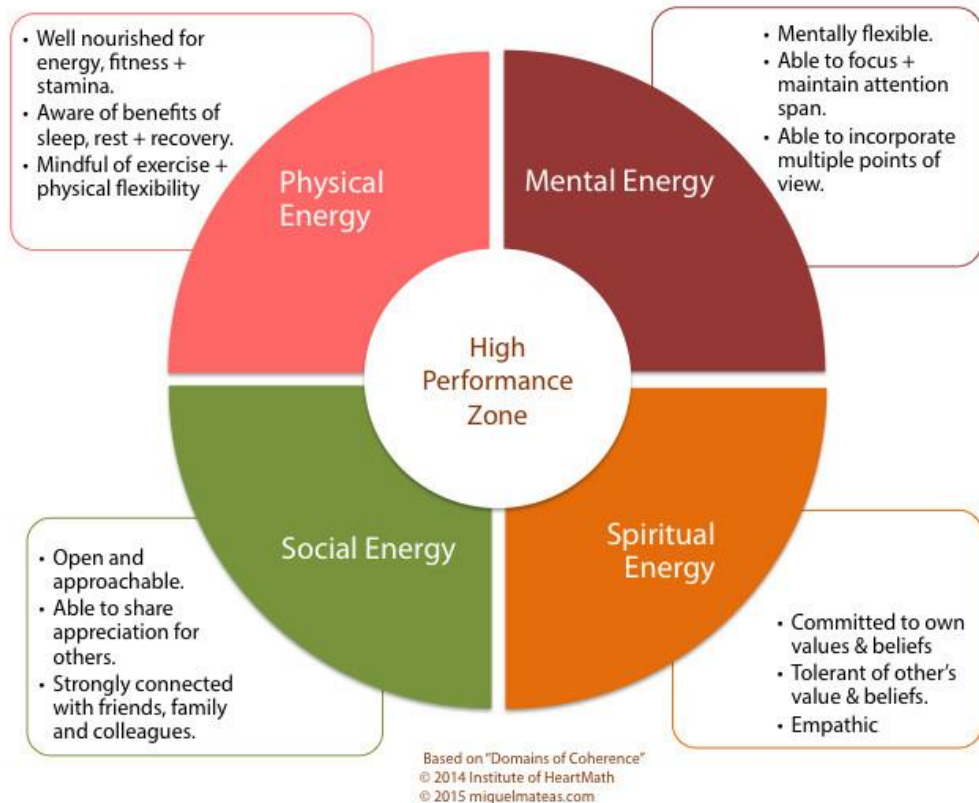 • Well nourished for
energy, fitness +
stamina.
• Aware of benefits of
sleep, rest + recovery.
• Mindful of exercise +
physical flexibility
Physical
Energy
• Mentally flexible.
• Able to focus +
maintain attention
span.
• Able to incorporate
multiple points of
view.
Mental Energy
High
Performance
Zone
• Open and
approachable.
• Able to share
appreciation for
others.
• Strongly connected
with friends, family
and colleagues.
Social Energy
Spiritual
Energy
• Committed to own
values & beliefs
• Tolerant of other's
value & beliefs.
• Empathic
Based on "Domains of Coherence"
© 2014 Institute of HeartMath
© 2015 miguelmateas.com